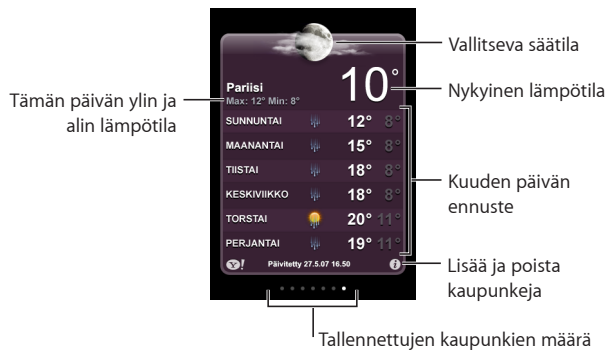 Vallitseva säätila
Pariisi
10°
Max: 12° Min: 8°
Nykyinen lämpötila
Tämän päivän ylin ja
alin lämpötila
SUNNUNTAI 12° 8°
MAANANTAI 15° 8°
TIISTAI 18° 8°
KESKIVIIKKO 18° 8°
TORSTAI 20° 11°
PERJANTAI 19° 11°
Kuuden päivän
ennuste
Y! Päivitetty 27.5.07 16.50 i
Lisää ja poista
kaupunkeja
Tallennettujen kaupunkien määrä